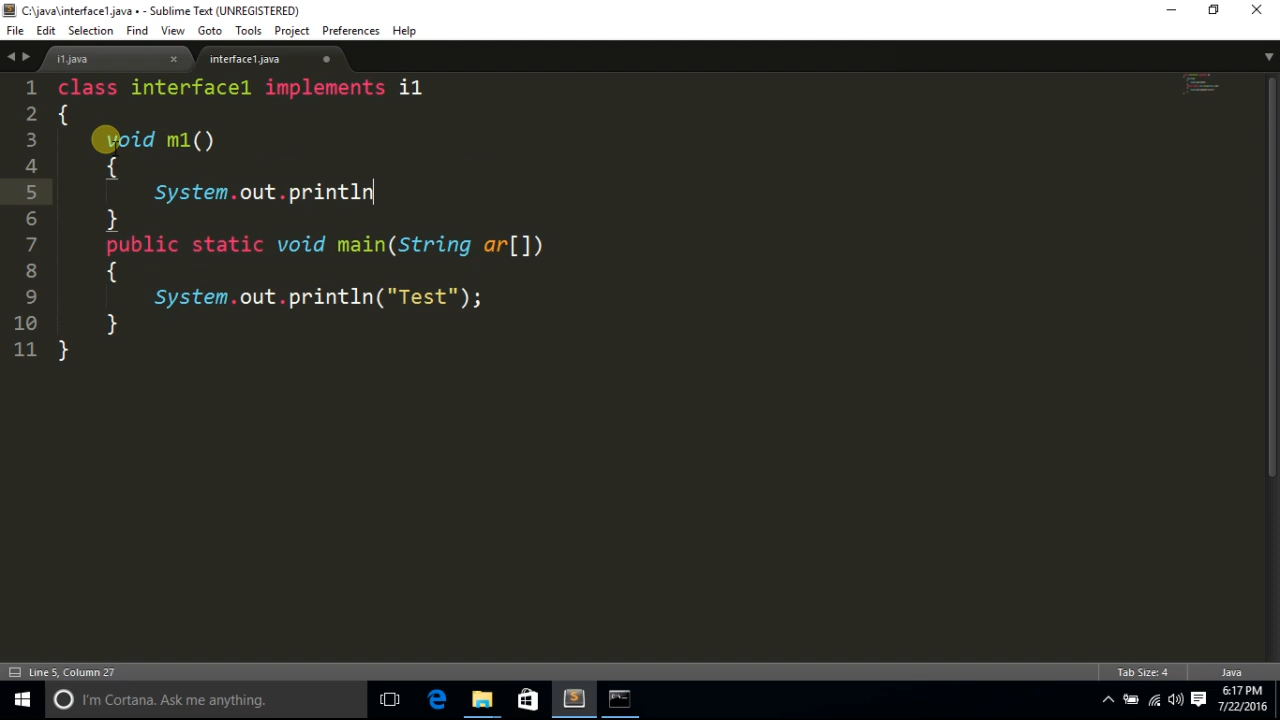 C:\java\interface1.java • - Sublime Text (UNREGISTERED)
File Edit Selection Find View Goto Tools Project Preferences Help
i1.java interface1.java
1 class interface1 implements i1
2 {
3 void m1()
4 {
5 System.out.println
6 }
7 public static void main(String ar[])
8 {
9 System.out.println("Test");
10 }
11 }
Line 5, Column 27 Tab Size: 4 Java
I'm Cortana. Ask me anything. 6:17 PM
7/22/2016